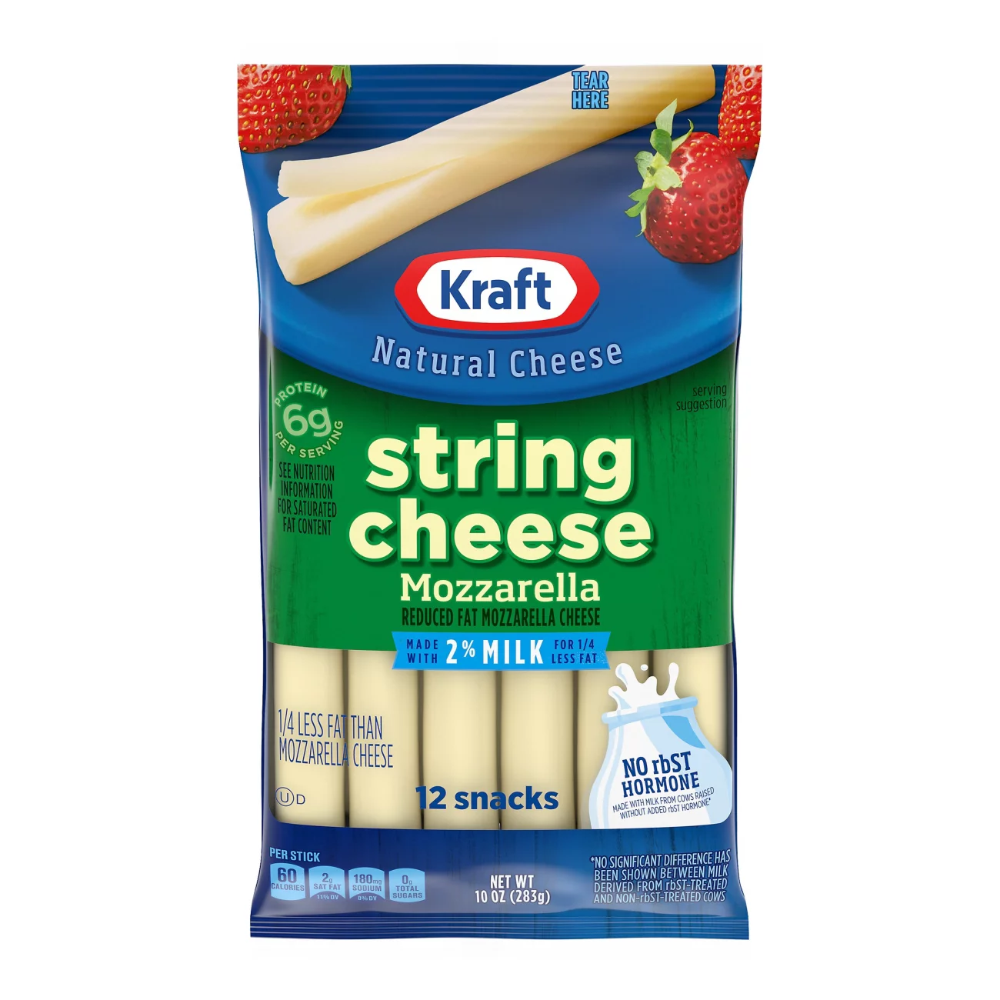 TEAR
HERE
Kraft
Natural Cheese
PROTEIN
6g
PER SERVING
SEE NUTRITION
INFORMATION
FOR SATURATED
FAT CONTENT
serving
suggestion
string
cheese
Mozzarella
REDUCED FAT MOZZARELLA CHEESE
MADE WITH 2% MILK FOR 1/4 LESS FAT
1/4 LESS FAT THAN
MOZZARELLA CHEESE
U D
12 snacks
NO rbST
HORMONE
MADE WITH MILK FROM COWS RAISED
WITHOUT ADDED rbST HORMONE*
PER STICK
60 CALORIES
2g SAT FAT 11% DV
180mg SODIUM 8% DV
0g TOTAL SUGARS
NET WT
10 OZ (283g)
*NO SIGNIFICANT DIFFERENCE HAS
BEEN SHOWN BETWEEN MILK
DERIVED FROM rbST-TREATED
AND NON-rbST-TREATED COWS